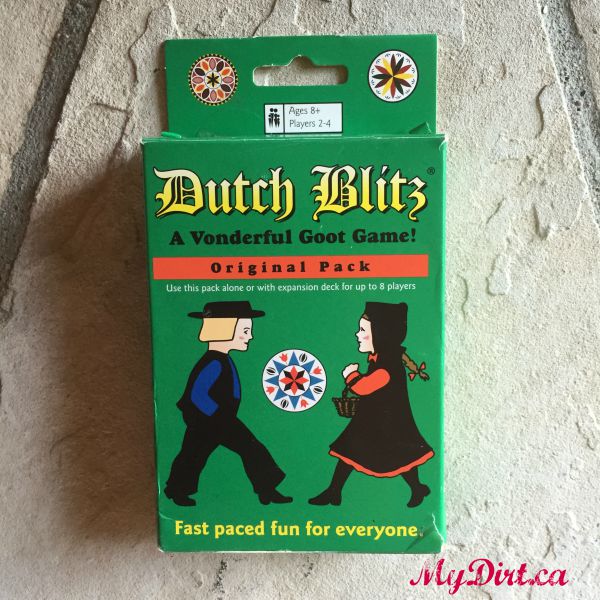 Ages 8+
Players 2-4
Dutch Blitz®
A Vonderful Goot Game!
Original Pack
Use this pack alone or with expansion deck for up to 8 players
Fast paced fun for everyone.
MyDirt.ca